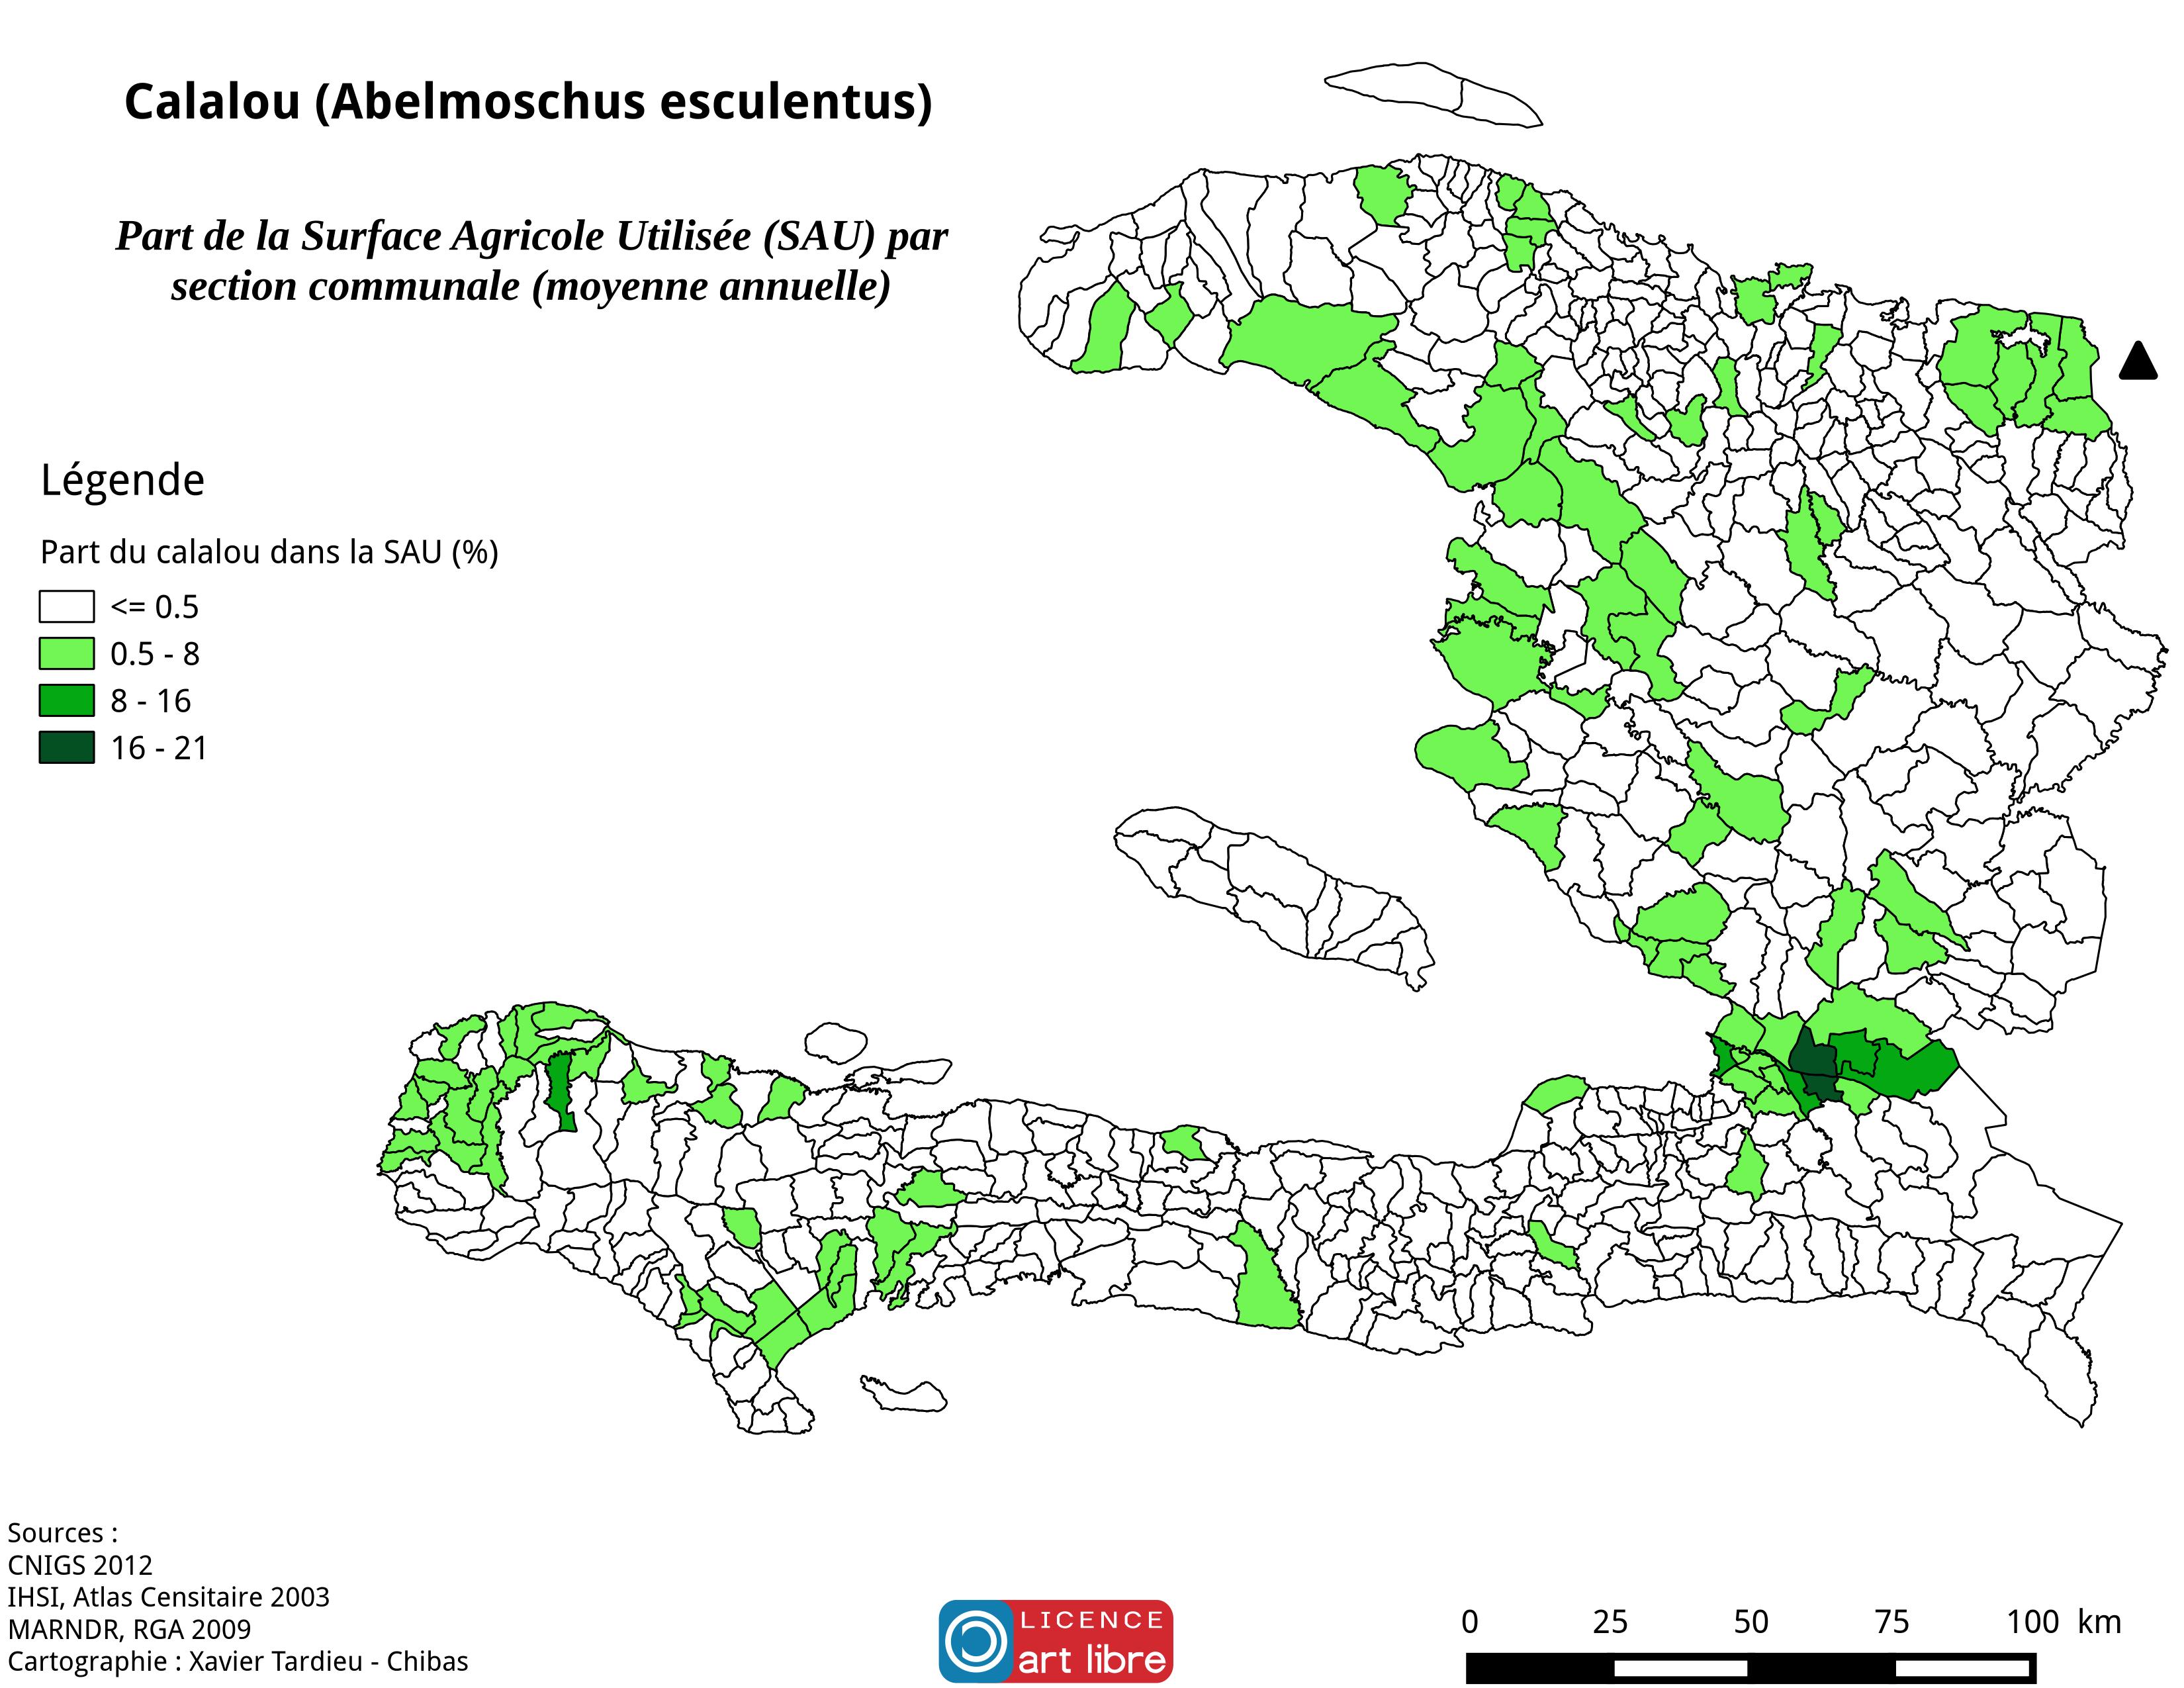 Calalou (Abelmoschus esculentus)
Part de la Surface Agricole Utilisée (SAU) par
section communale (moyenne annuelle)
Légende
Part du calalou dans la SAU (%)
<= 0.5
0.5 - 8
8 - 16
16 - 21
Sources :
CNIGS 2012
IHSI, Atlas Censitaire 2003
MARNDR, RGA 2009
Cartographie : Xavier Tardieu - Chibas
LICENCE
art libre
0 25 50 75 100 km